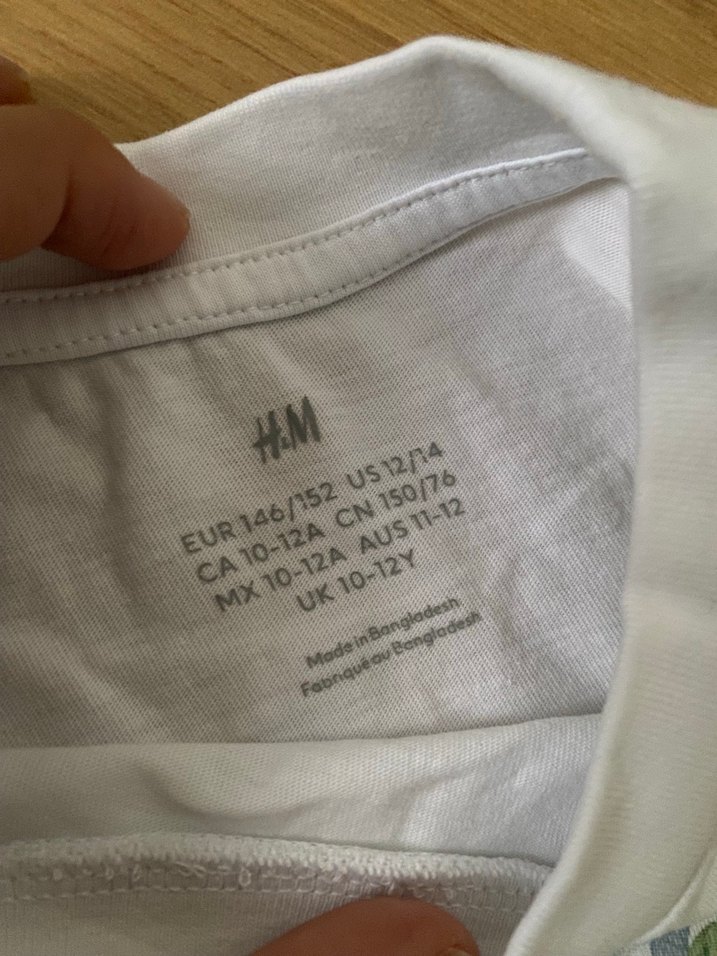 H&M
EUR 146/152 US 12/14
CA 10-12A CN 150/76
MX 10-12A AUS 11-12
UK 10-12Y
Made in Bangladesh
Fabriqué au Bangladesh